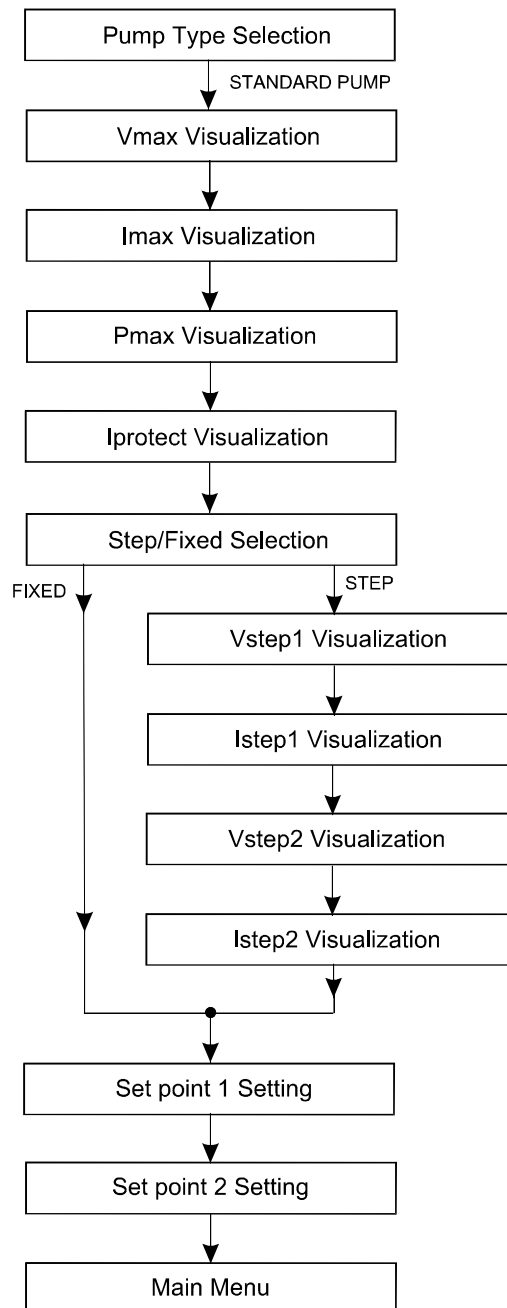 Pump Type Selection
STANDARD PUMP
Vmax Visualization
Imax Visualization
Pmax Visualization
Iprotect Visualization
Step/Fixed Selection
FIXED
STEP
Vstep1 Visualization
Istep1 Visualization
Vstep2 Visualization
Istep2 Visualization
Set point 1 Setting
Set point 2 Setting
Main Menu